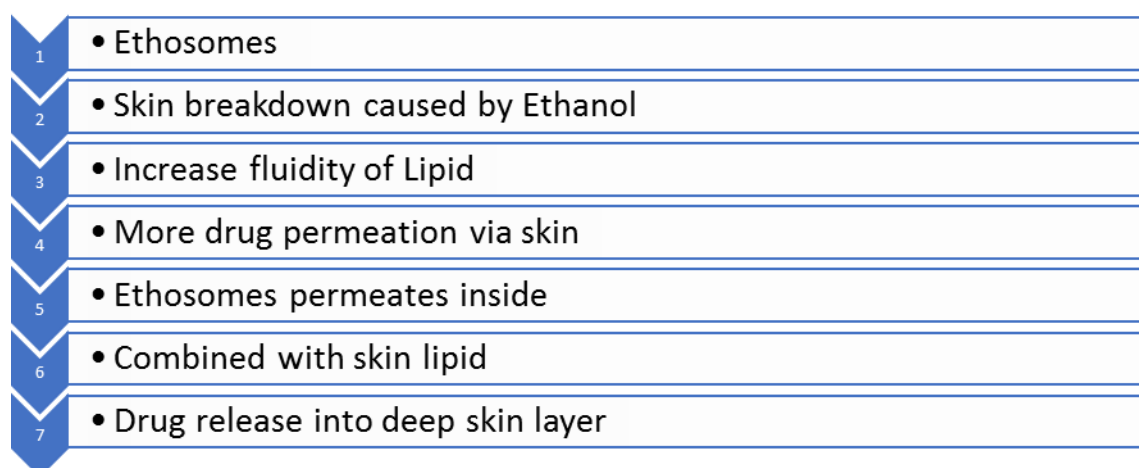 1
• Ethosomes
2
• Skin breakdown caused by Ethanol
3
• Increase fluidity of Lipid
4
• More drug permeation via skin
5
• Ethosomes permeates inside
6
• Combined with skin lipid
7
• Drug release into deep skin layer